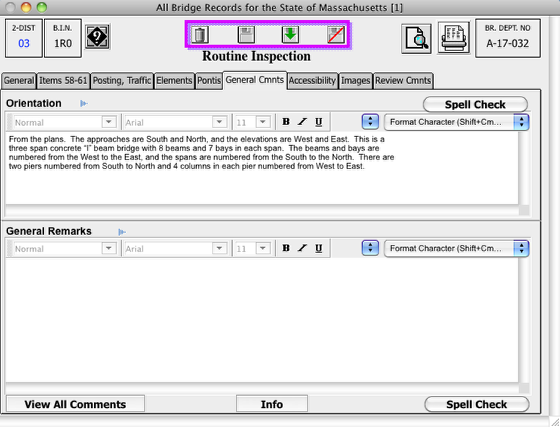 All Bridge Records for the State of Massachusetts [1]
2-DIST
03
B.I.N.
1R0
BR. DEPT. NO
A-17-032
Routine Inspection
General Items 58-61 Posting, Traffic Elements Pontis General Cmnts Accessibility Images Review Cmnts
Orientation
Spell Check
Normal Arial 11 B I U Format Character (Shift+Cm...
From the plans. The approaches are South and North, and the elevations are West and East. This is a
three span concrete "I" beam bridge with 8 beams and 7 bays in each span. The beams and bays are
numbered from the West to the East, and the spans are numbered from the South to the North. There are
two piers numbered from South to North and 4 columns in each pier numbered from West to East.
General Remarks
Normal Arial 11 B I U Format Character (Shift+Cm...
View All Comments Info Spell Check